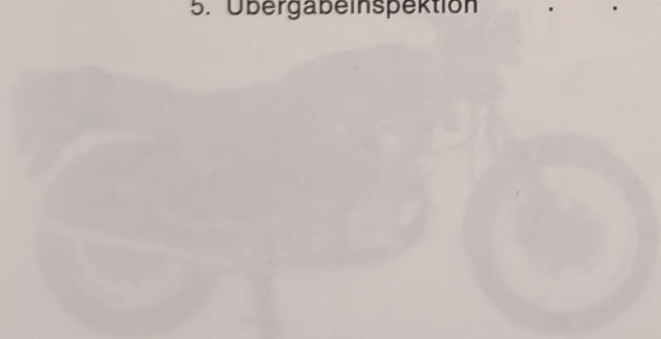 5. Übergabeinspektion . .